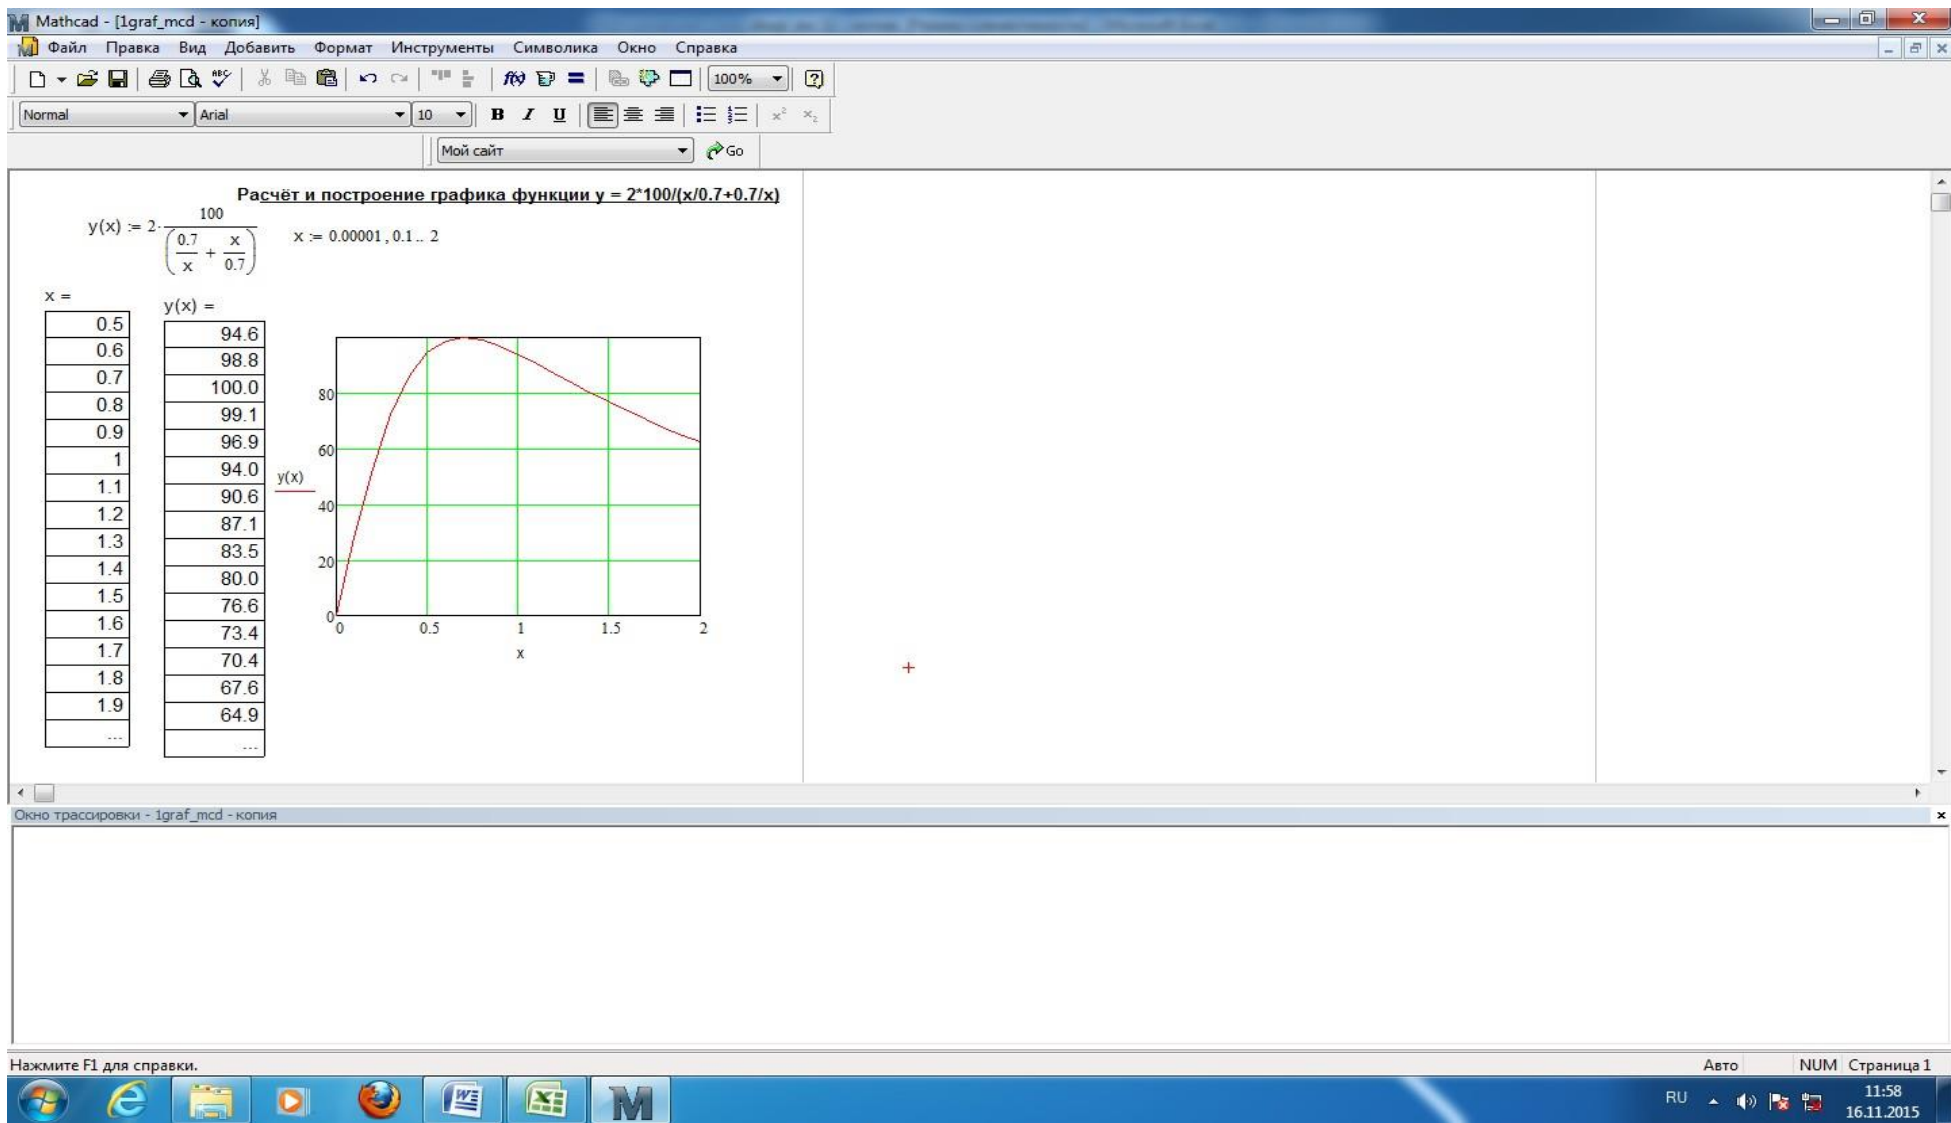 Mathcad - [1graf_mcd - копия]
Файл Правка Вид Добавить Формат Инструменты Символика Окно Справка
100%
Normal Arial 10 B I U
Мой сайт Go
Расчёт и построение графика функции y = 2*100/(x/0.7+0.7/x)
y(x) := 2· 100 / (0.7/x + x/0.7) x := 0.00001 , 0.1 .. 2
x = y(x) =
0.5 94.6
0.6 98.8
0.7 100.0
0.8 99.1
0.9 96.9
1 94.0
1.1 90.6
1.2 87.1
1.3 83.5
1.4 80.0
1.5 76.6
1.6 73.4
1.7 70.4
1.8 67.6
1.9 64.9
... ...
80
60
y(x)
40
20
0
0 0.5 1 1.5 2
x
Окно трассировки - 1graf_mcd - копия
Нажмите F1 для справки. Авто NUM Страница 1
RU 11:58
16.11.2015